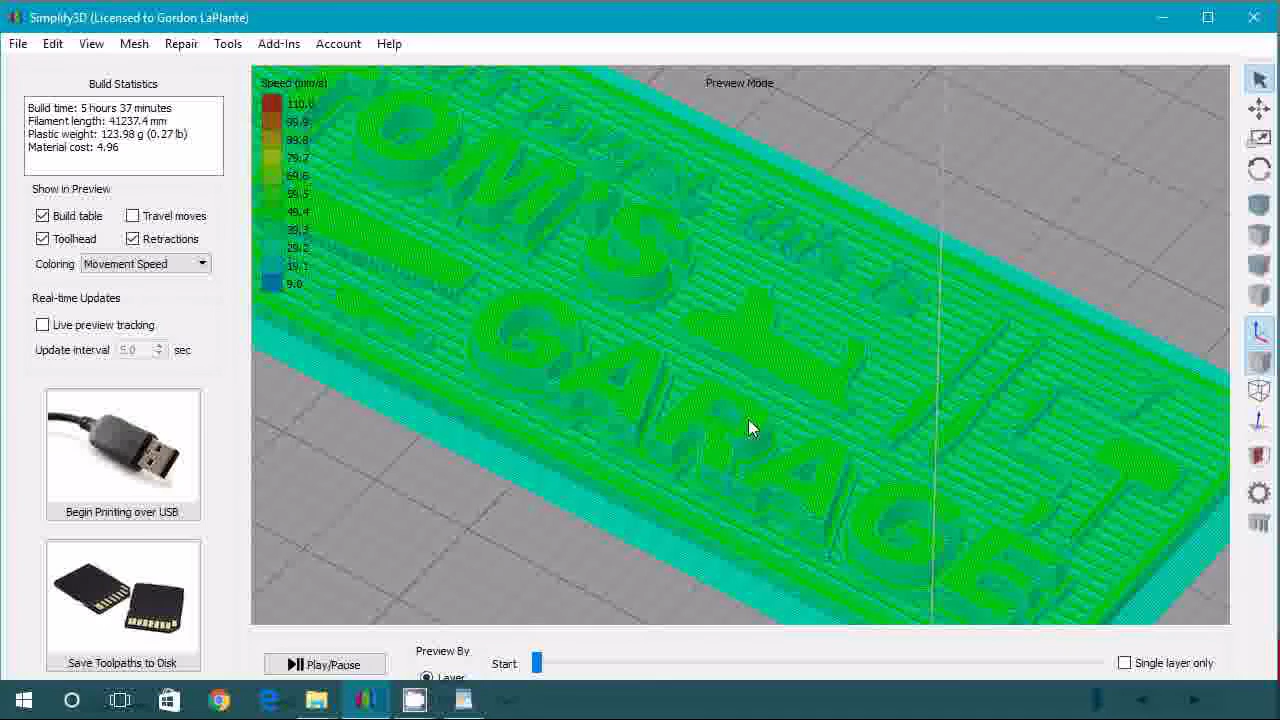 Simplify3D (Licensed to Gordon LaPlante)
File Edit View Mesh Repair Tools Add-Ins Account Help
Build Statistics
Build time: 5 hours 37 minutes
Filament length: 41237.4 mm
Plastic weight: 123.98 g (0.27 lb)
Material cost: 4.96
Show in Preview
Build table
Travel moves
Toolhead
Retractions
Coloring
Movement Speed
Real-time Updates
Live preview tracking
Update interval 5.0 sec
Begin Printing over USB
Save Toolpaths to Disk
Speed (mm/s)
Preview Mode
110.0
99.9
89.8
79.7
69.6
59.5
49.4
39.3
29.2
19.1
9.0
OM'S
GARAGE
Play/Pause
Preview By
Layer
Start
Single layer only